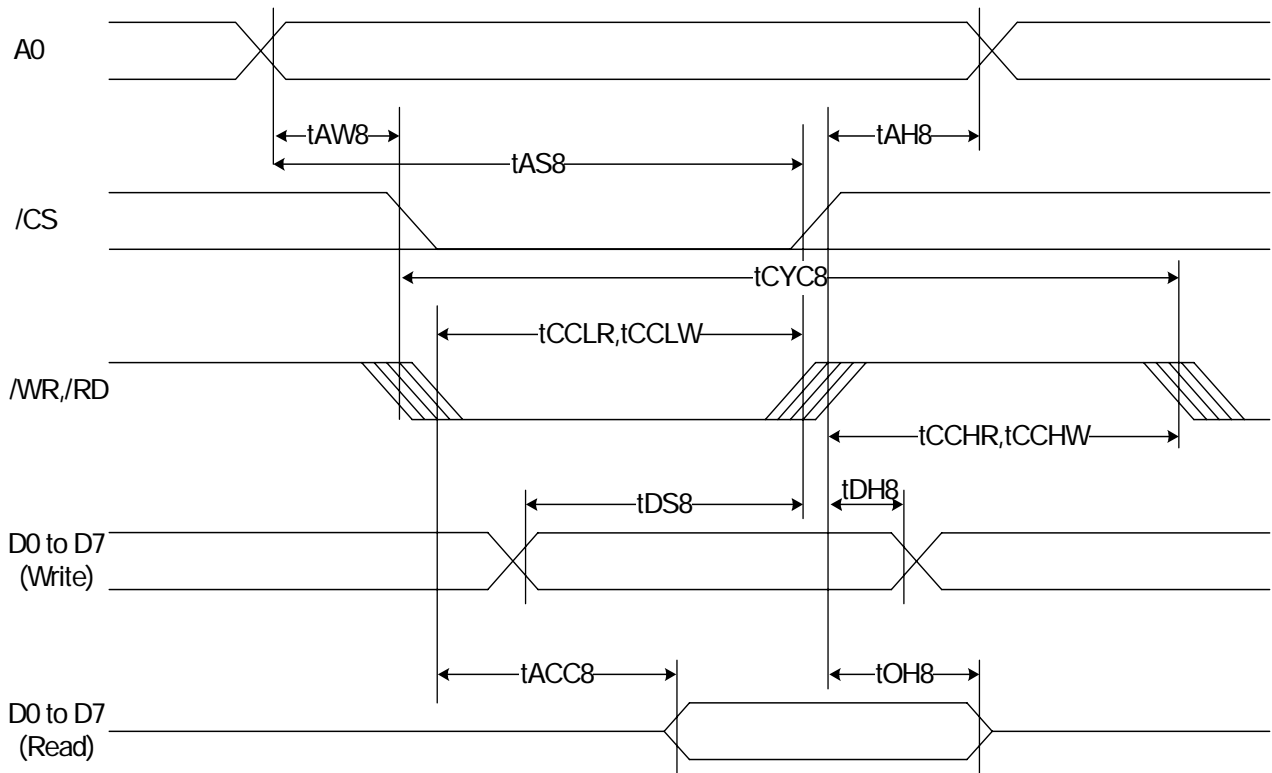 A0
tAW8
tAH8
tAS8
/CS
tCYC8
tCCLR,tCCLW
/WR,/RD
tCCHR,tCCHW
tDS8
tDH8
D0 to D7
(Write)
tACC8
tOH8
D0 to D7
(Read)